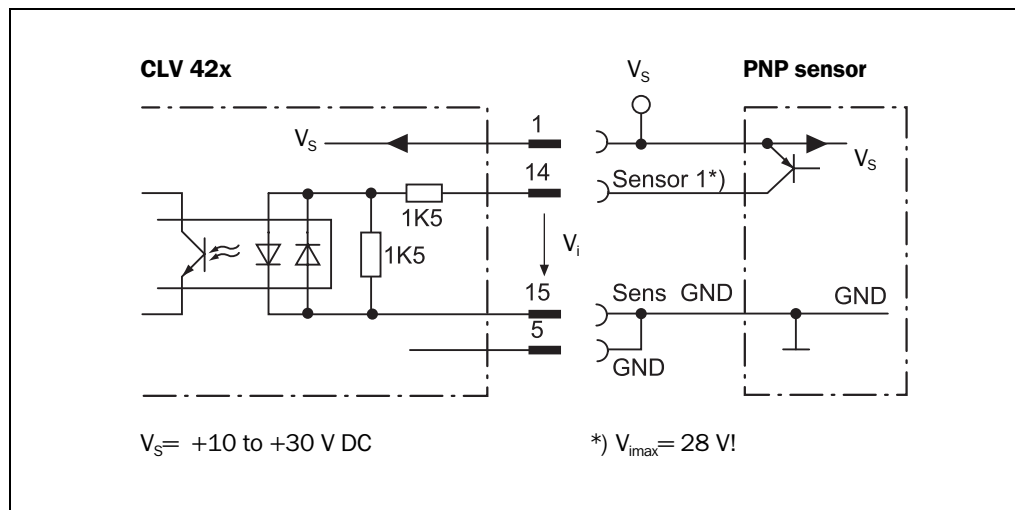 CLV 42x
V_S
PNP sensor
V_S
1
V_S
14
Sensor 1*)
1K5
1K5
V_i
15
Sens GND
GND
5
GND
V_S= +10 to +30 V DC
*) V_imax= 28 V!